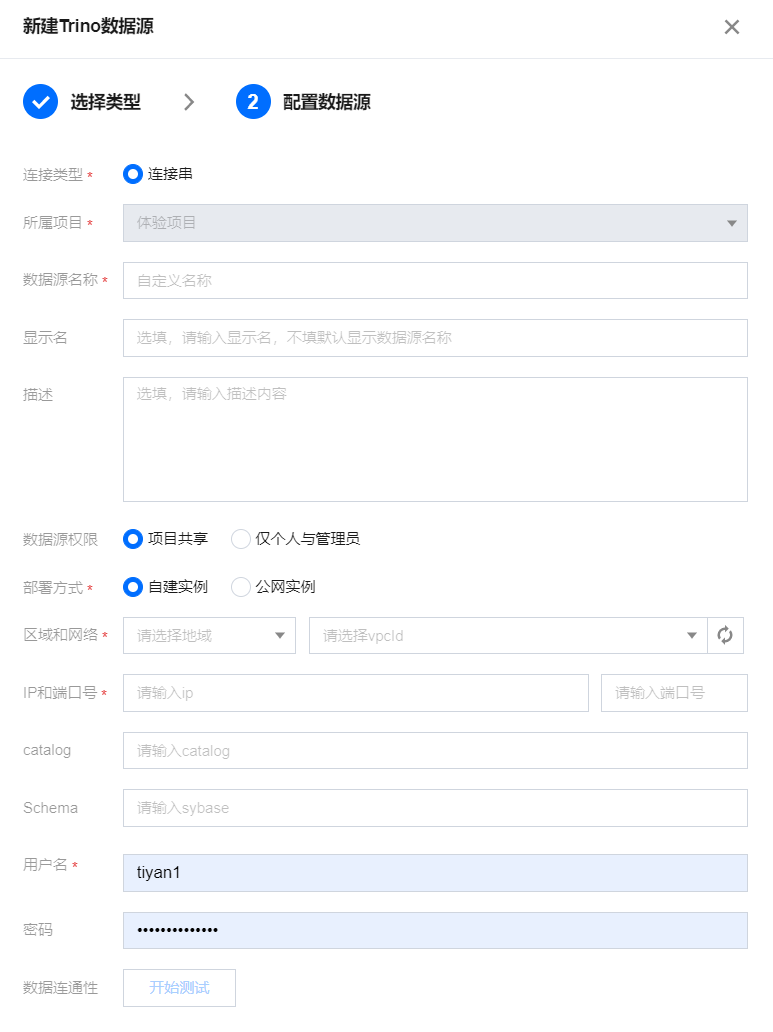 新建Trino数据源
选择类型
2 配置数据源
连接类型 * 连接串
所属项目 * 体验项目
数据源名称 * 自定义名称
显示名 选填，请输入显示名，不填默认显示数据源名称
描述 选填，请输入描述内容
数据源权限 项目共享 仅个人与管理员
部署方式 * 自建实例 公网实例
区域和网络 * 请选择地域 请选择vpcId
IP和端口号 * 请输入ip 请输入端口号
catalog 请输入catalog
Schema 请输入sybase
用户名 * tiyan1
密码 ••••••••••••••
数据连通性 开始测试